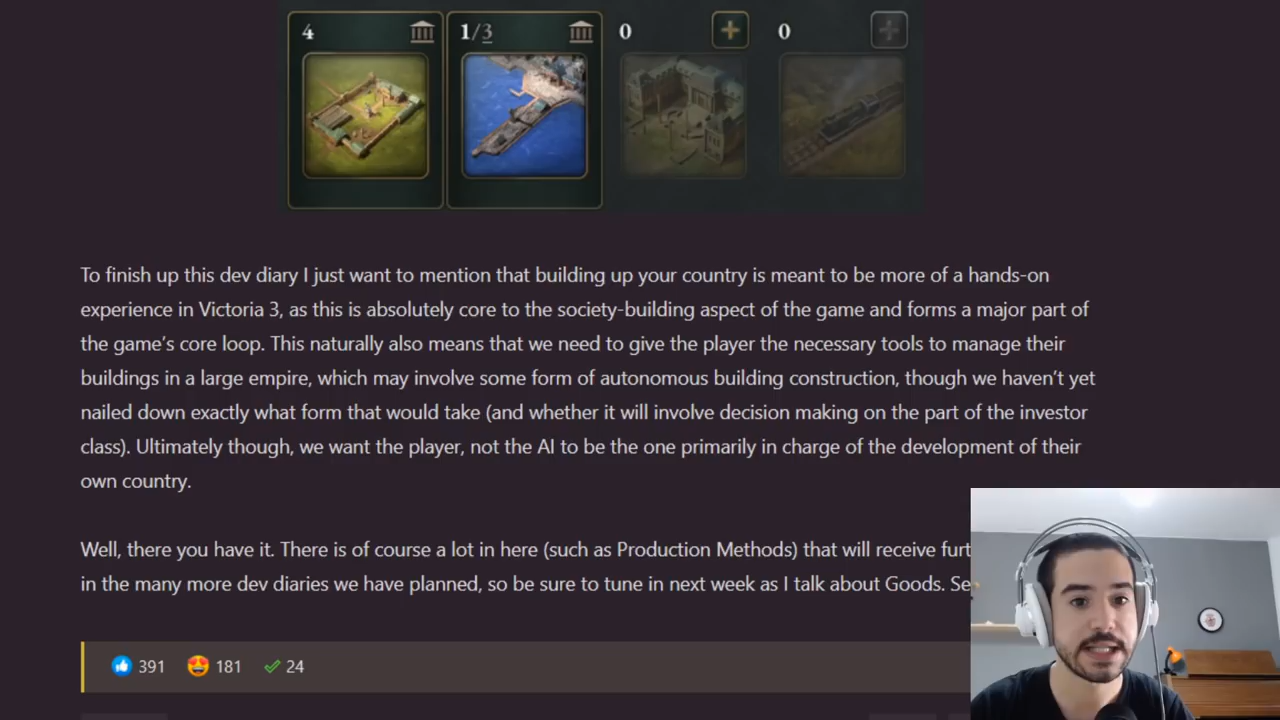 4
1/3
0
0
To finish up this dev diary I just want to mention that building up your country is meant to be more of a hands-on
experience in Victoria 3, as this is absolutely core to the society-building aspect of the game and forms a major part of
the game's core loop. This naturally also means that we need to give the player the necessary tools to manage their
buildings in a large empire, which may involve some form of autonomous building construction, though we haven't yet
nailed down exactly what form that would take (and whether it will involve decision making on the part of the investor
class). Ultimately though, we want the player, not the AI to be the one primarily in charge of the development of their
own country.
Well, there you have it. There is of course a lot in here (such as Production Methods) that will receive furt
in the many more dev diaries we have planned, so be sure to tune in next week as I talk about Goods. Se
391 181 24